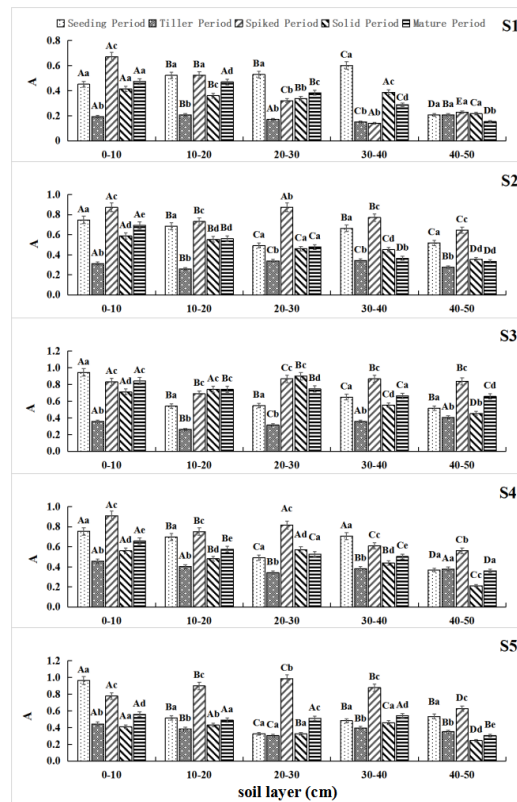 Seeding Period Tiller Period Spiked Period Solid Period Mature Period
S1
A
0.8
0.6
0.4
0.2
0
Aa Ab Ac Aa Aa
Ba Bb Bc Bc Ad
Ba Ab Cb Bb Bc
Ca Cb Ab Ac Cd
Da Ba Ea Ca Db
0-10 10-20 20-30 30-40 40-50
S2
A
1.0
0.8
0.6
0.4
0.2
0.0
Aa Ab Ac Ad Ae
Ba Bb Bc Bd Bd
Ca Cb Ab Ca Ca
Ba Cb Bc Cd Db
Ca Bb Cc Dd Dd
0-10 10-20 20-30 30-40 40-50
S3
A
1.2
1.0
0.8
0.6
0.4
0.2
0.0
Aa Ab Ac Ad Ac
Ba Bb Bc Ac Bc
Ba Cb Cc Bc Bd
Ca Ab Bc Cd Ca
Ba Ab Bc Db Cd
0-10 10-20 20-30 30-40 40-50
S4
A
1.0
0.8
0.6
0.4
0.2
0.0
Aa Ab Ac Ad Ae
Ba Bb Bc Bd Be
Ca Bb Ac Ad Ca
Aa Bb Cc Bd Ce
Da Aa Cb Cc Da
0-10 10-20 20-30 30-40 40-50
S5
A
1.0
0.8
0.6
0.4
0.2
0.0
Aa Ab Ac Aa Ad
Ba Bb Bc Ab Aa
Ca Ca Cb Ba Ac
Ba Bb Bc Ca Ad
Ba Bb Dc Dd Be
0-10 10-20 20-30 30-40 40-50
soil layer (cm)